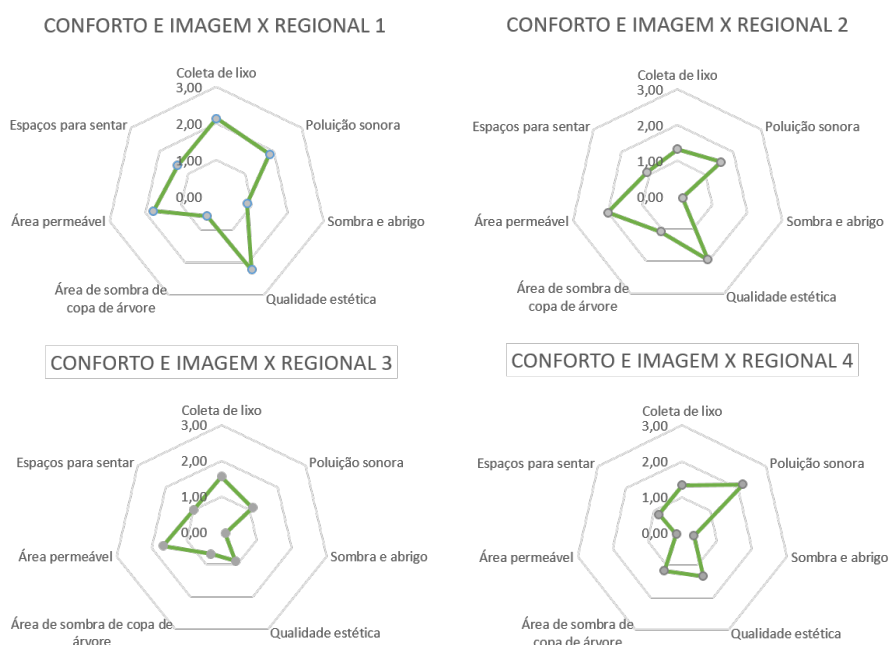 CONFORTO E IMAGEM X REGIONAL 1
Coleta de lixo
3,00
2,00
1,00
0,00
Poluição sonora
Sombra e abrigo
Qualidade estética
Área de sombra de
copa de árvore
Área permeável
Espaços para sentar
CONFORTO E IMAGEM X REGIONAL 2
Coleta de lixo
3,00
2,00
1,00
0,00
Poluição sonora
Sombra e abrigo
Qualidade estética
Área de sombra de
copa de árvore
Área permeável
Espaços para sentar
CONFORTO E IMAGEM X REGIONAL 3
Coleta de lixo
3,00
2,00
1,00
0,00
Poluição sonora
Sombra e abrigo
Qualidade estética
Área de sombra de copa de
árvore
Área permeável
Espaços para sentar
CONFORTO E IMAGEM X REGIONAL 4
Coleta de lixo
3,00
2,00
1,00
0,00
Poluição sonora
Sombra e abrigo
Qualidade estética
Área de sombra de
copa de árvore
Área permeável
Espaços para sentar